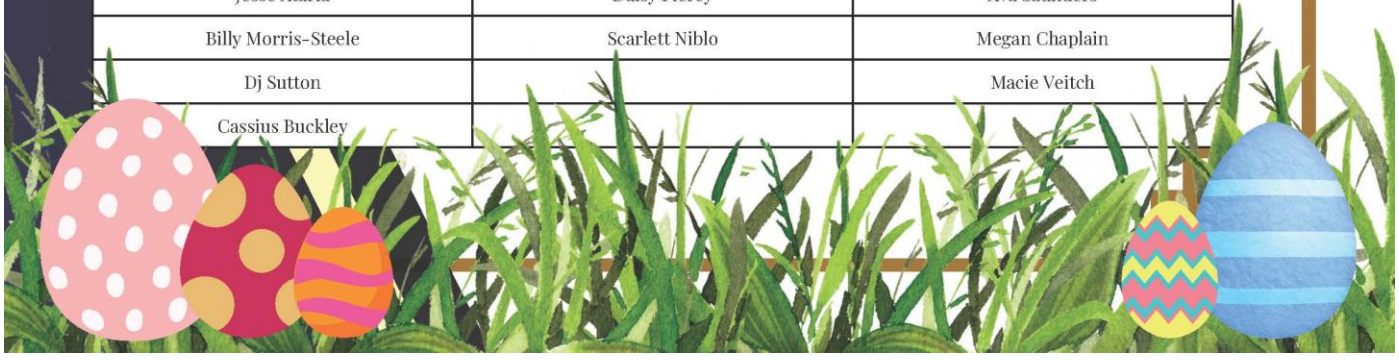 Billy Morris-Steele Scarlett Niblo Megan Chaplain
Dj Sutton Macie Veitch
Cassius Buckley